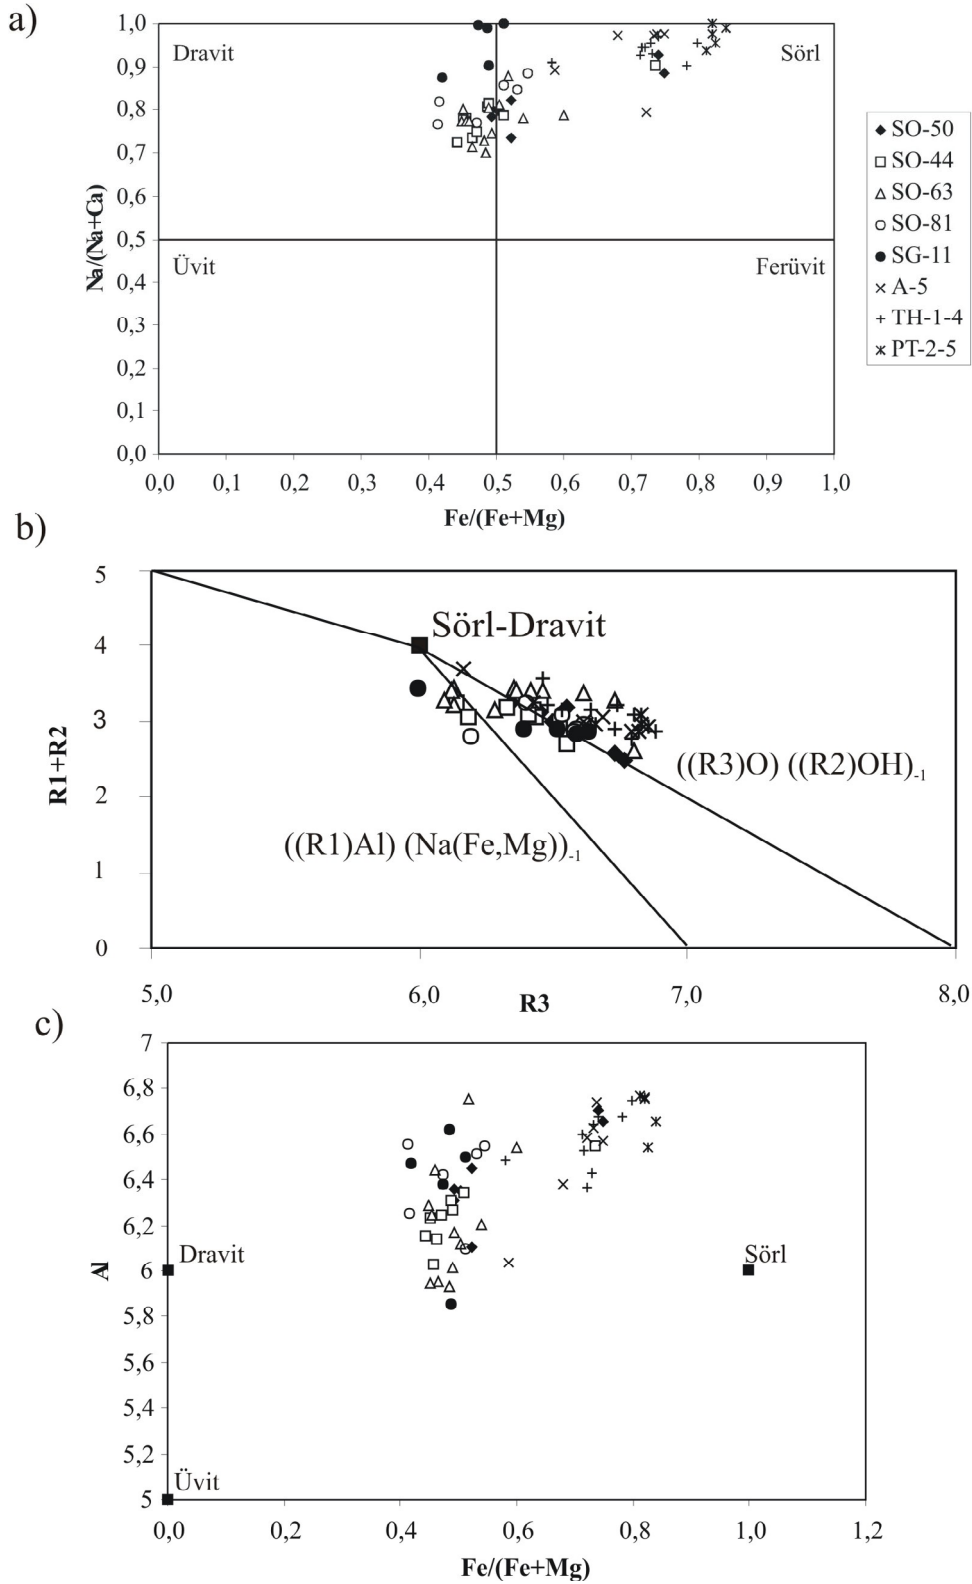 a)
1,0
0,9
0,8
0,7
0,6
0,5
0,4
0,3
0,2
0,1
0,0
Na/(Na+Ca)
Dravit
Sörl
Üvit
Ferüvit
0,0 0,1 0,2 0,3 0,4 0,5 0,6 0,7 0,8 0,9 1,0
Fe/(Fe+Mg)
SO-50
SO-44
SO-63
SO-81
SG-11
A-5
TH-1-4
PT-2-5
b)
5
4
3
2
1
0
R1+R2
Sörl-Dravit
((R3)O) ((R2)OH)-1
((R1)Al) (Na(Fe,Mg))-1
5,0 6,0 7,0 8,0
R3
c)
7
6,8
6,6
6,4
6,2
6
5,8
5,6
5,4
5,2
5
Al
Dravit
Sörl
Üvit
0,0 0,2 0,4 0,6 0,8 1,0 1,2
Fe/(Fe+Mg)